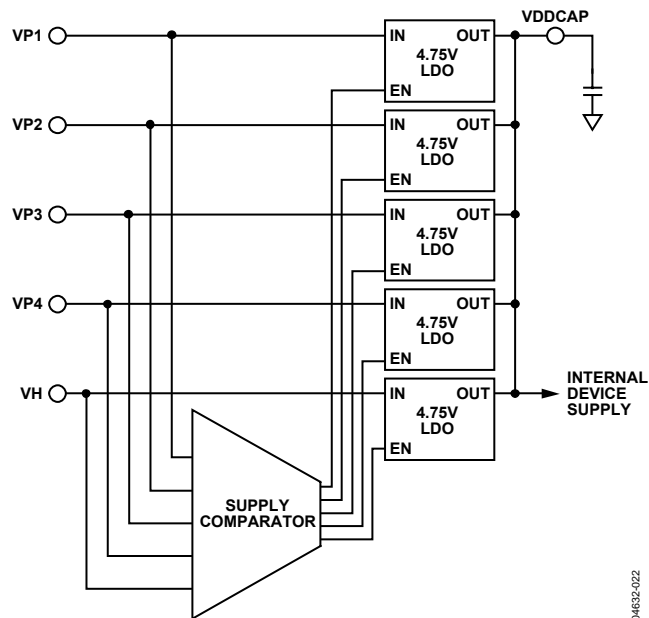 VDDCAP
VP1
IN OUT
4.75V
LDO
EN
VP2
IN OUT
4.75V
LDO
EN
VP3
IN OUT
4.75V
LDO
EN
VP4
IN OUT
4.75V
LDO
EN
VH
IN OUT
4.75V
LDO
EN
INTERNAL
DEVICE
SUPPLY
SUPPLY
COMPARATOR
04632-022